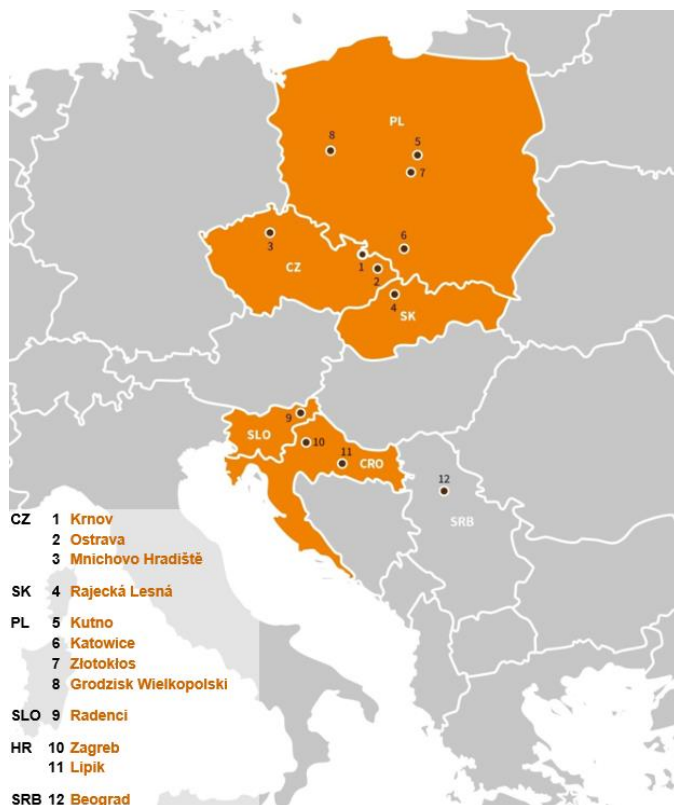 PL
8
5
7
6
3
1
CZ
2
4
SK
9
SLO
10
11
CRO
12
SRB
CZ 1 Krnov
2 Ostrava
3 Mnichovo Hradiště
SK 4 Rajecká Lesná
PL 5 Kutno
6 Katowice
7 Złotokłos
8 Grodzisk Wielkopolski
SLO 9 Radenci
HR 10 Zagreb
11 Lipik
SRB 12 Beograd